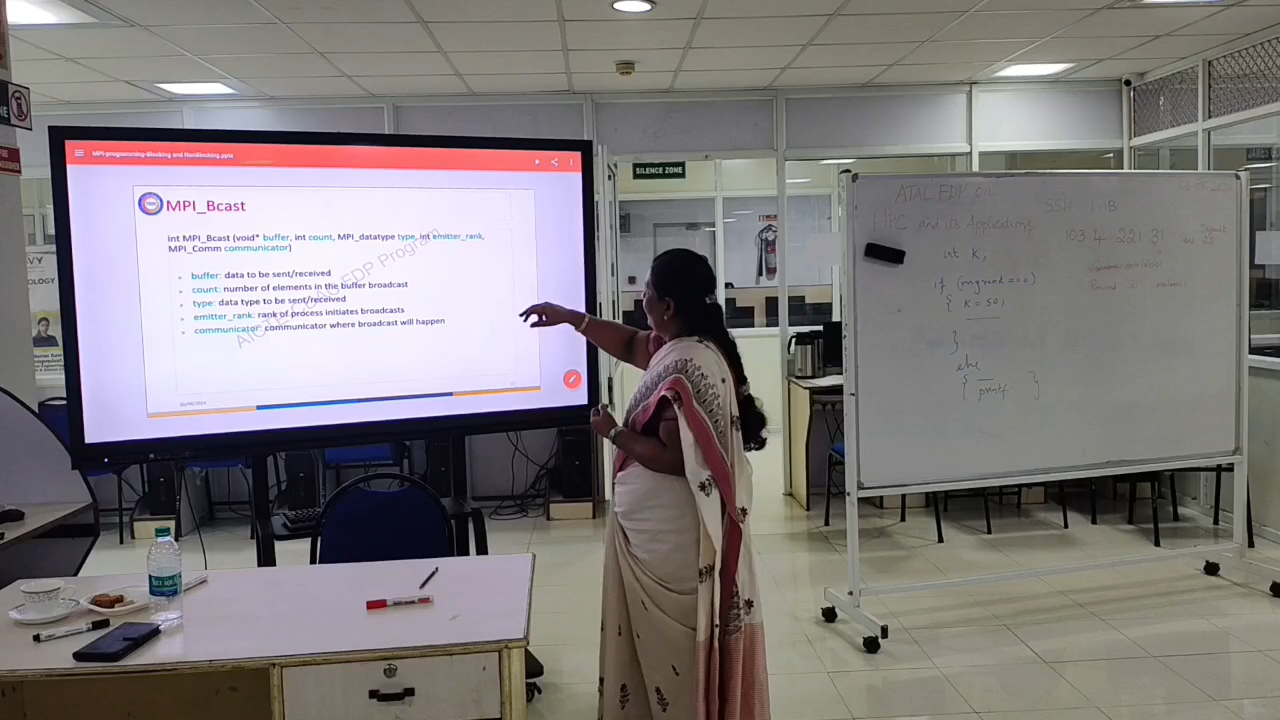 MPI-programming-Blocking and NonBlocking.pptx
MPI_Bcast
int MPI_Bcast (void* buffer, int count, MPI_datatype type, int emitter_rank,
MPI_Comm communicator)
buffer: data to be sent/received
count: number of elements in the buffer broadcast
type: data type to be sent/received
emitter_rank: rank of process initiates broadcasts
communicator: communicator where broadcast will happen
SILENCE ZONE
ATAL FDP on
HPC and its Applications
SSH
103.4.221.31
int k,
if (myrank ==0)
{ k = 50,
}
else
{
printf }